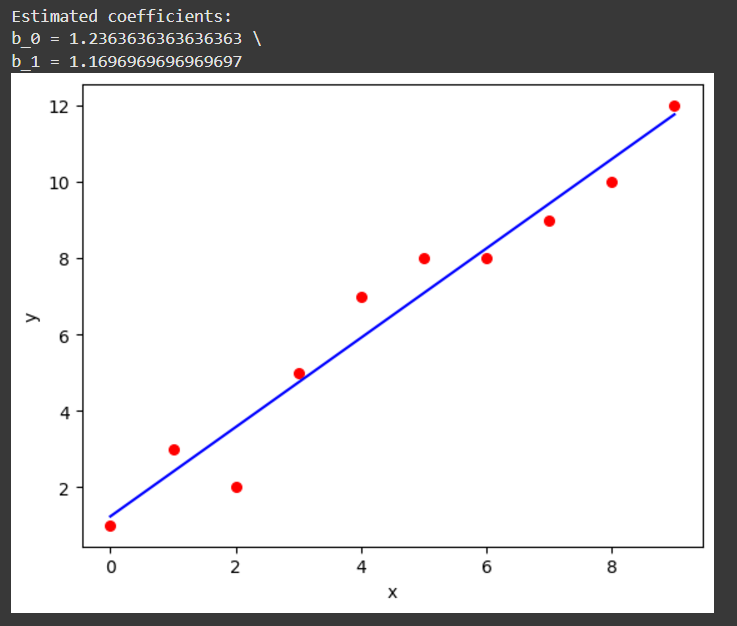 Estimated coefficients:
b_0 = 1.2363636363636363 \
b_1 = 1.1696969696969697
12
10
8
6
4
2
y
0 2 4 6 8
x